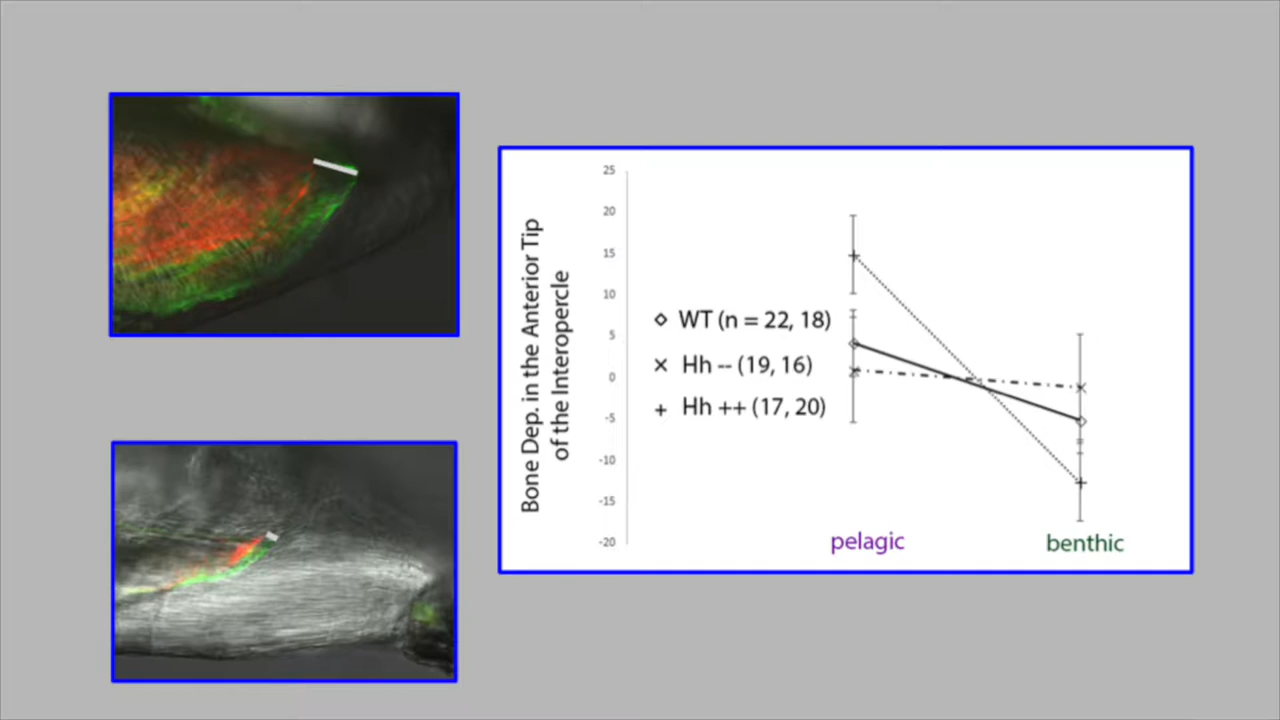 Bone Dep. in the Anterior Tip
of the Interopercle
25
20
15
10
5
0
-5
-10
-15
-20
◇ WT (n = 22, 18)
× Hh -- (19, 16)
+ Hh ++ (17, 20)
pelagic
benthic